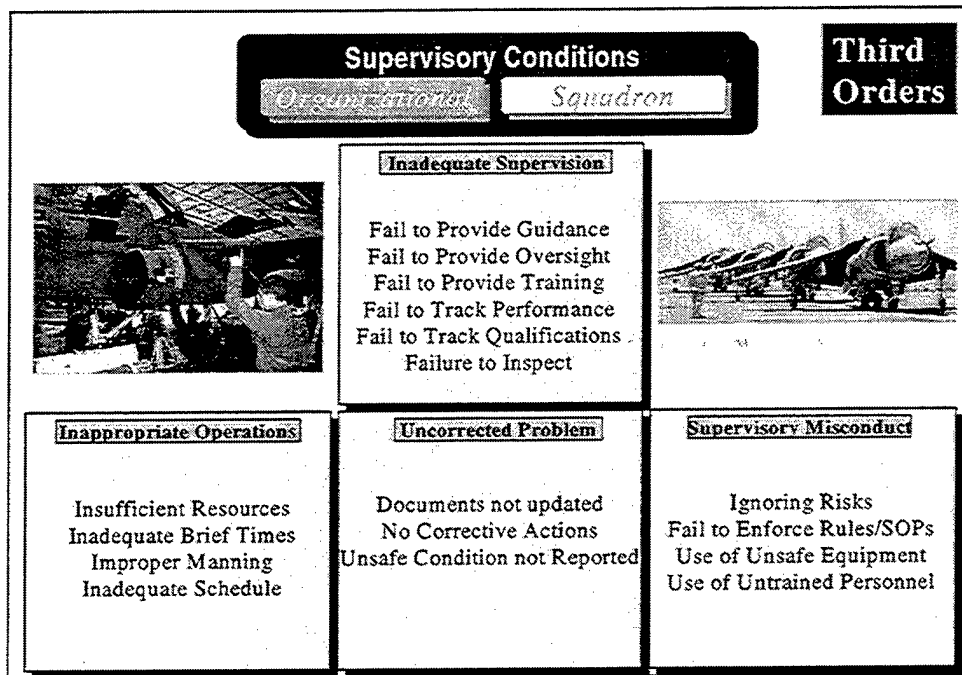 Supervisory Conditions
Organizational
Squadron
Third
Orders
Inadequate Supervision
Fail to Provide Guidance
Fail to Provide Oversight
Fail to Provide Training
Fail to Track Performance
Fail to Track Qualifications
Failure to Inspect
Inappropriate Operations
Insufficient Resources
Inadequate Brief Times
Improper Manning
Inadequate Schedule
Uncorrected Problem
Documents not updated
No Corrective Actions
Unsafe Condition not Reported
Supervisory Misconduct
Ignoring Risks
Fail to Enforce Rules/SOPs
Use of Unsafe Equipment
Use of Untrained Personnel